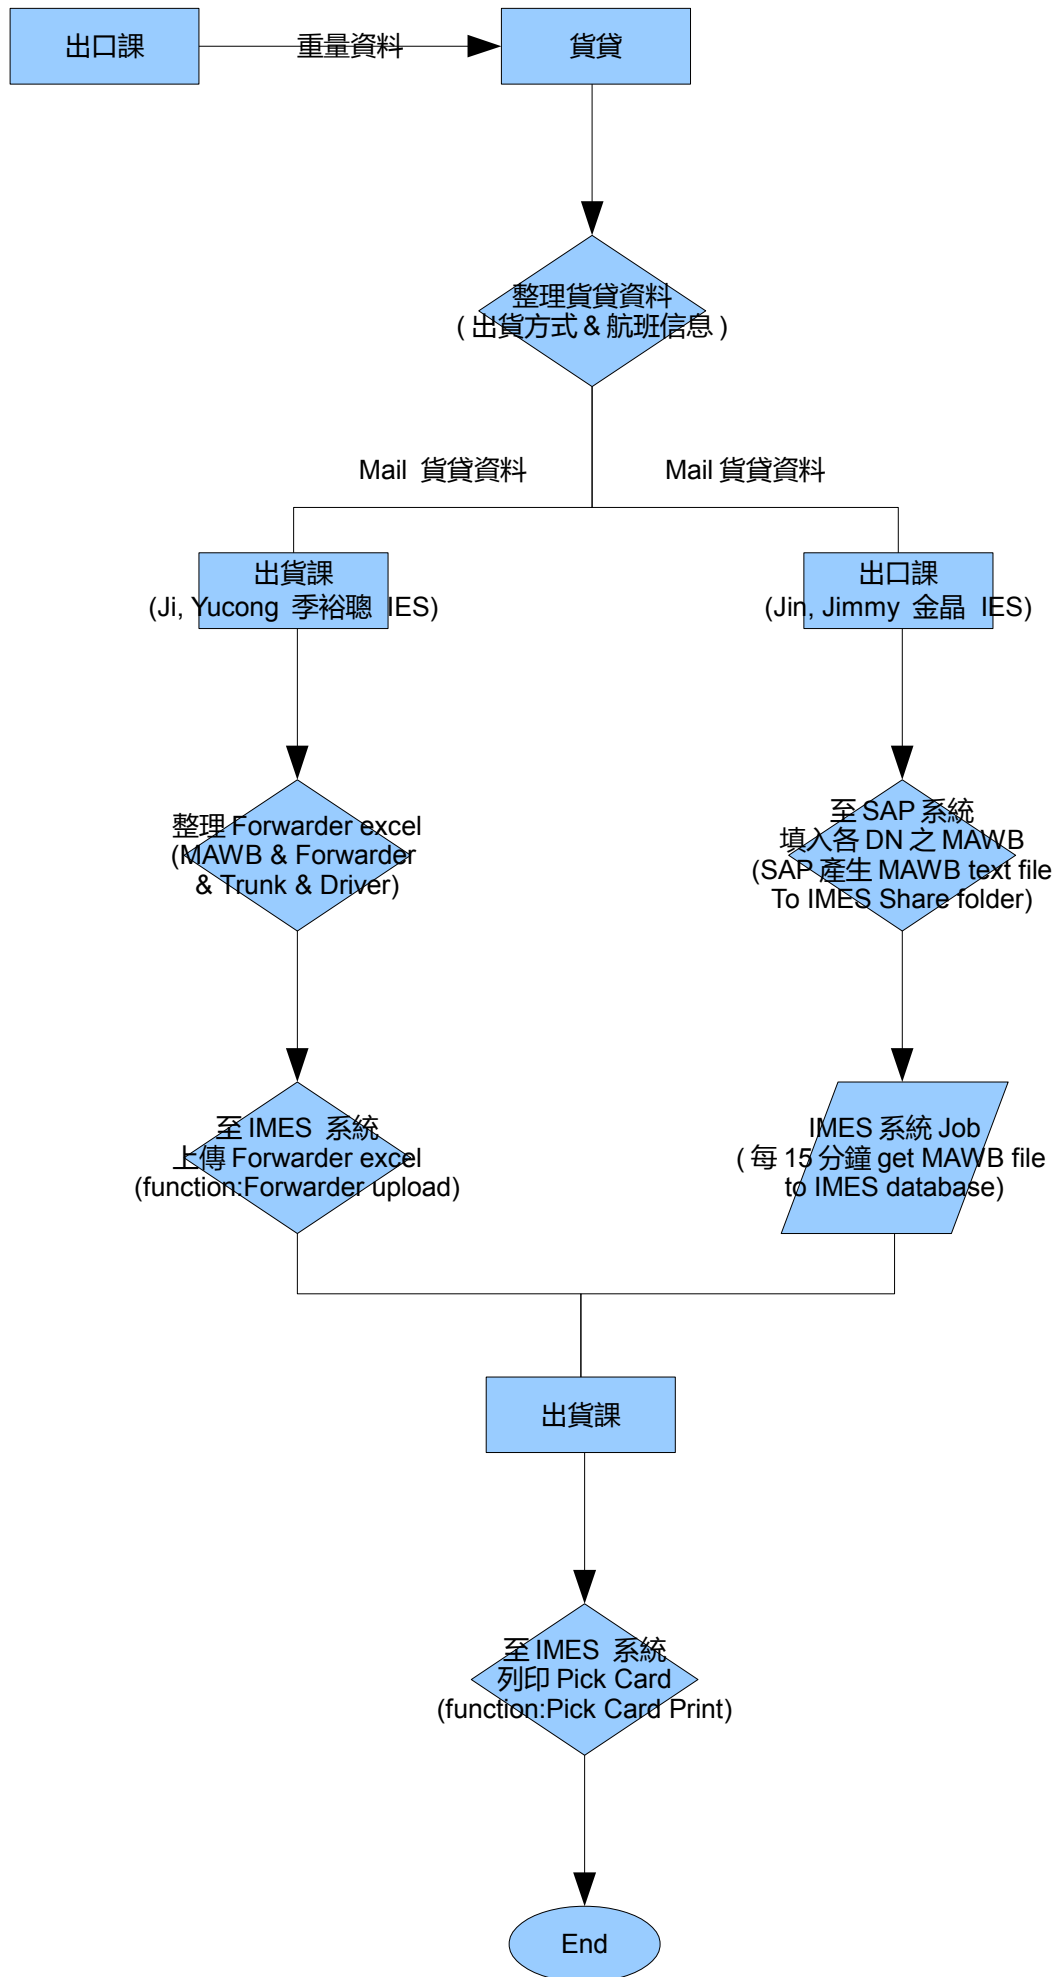 出口課
重量資料
貨貸
整理貨貸資料
( 出貨方式 & 航班信息 )
Mail 貨貸資料
Mail 貨貸資料
出貨課
(Ji, Yucong 季裕聰 IES)
出口課
(Jin, Jimmy 金晶 IES)
整理 Forwarder excel
(MAWB & Forwarder
& Trunk & Driver)
至 SAP 系統
填入各 DN 之 MAWB
(SAP 產生 MAWB text file
To IMES Share folder)
至 IMES 系統
上傳 Forwarder excel
(function:Forwarder upload)
IMES 系統 Job
( 每 15 分鐘 get MAWB file
to IMES database)
出貨課
至 IMES 系統
列印 Pick Card
(function:Pick Card Print)
End